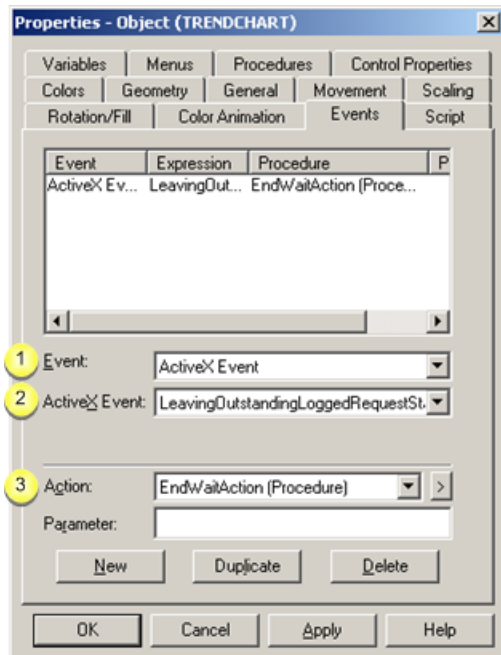 Properties - Object (TRENDCHART)
Variables Menus Procedures Control Properties
Colors Geometry General Movement Scaling
Rotation/Fill Color Animation Events Script
Event Expression Procedure P
ActiveX Ev... LeavingOut... EndWaitAction (Proce...
1 Event: ActiveX Event
2 ActiveX Event: LeavingOutstandingLoggedRequestSt
3 Action: EndWaitAction (Procedure) >
Parameter:
New Duplicate Delete
OK Cancel Apply Help